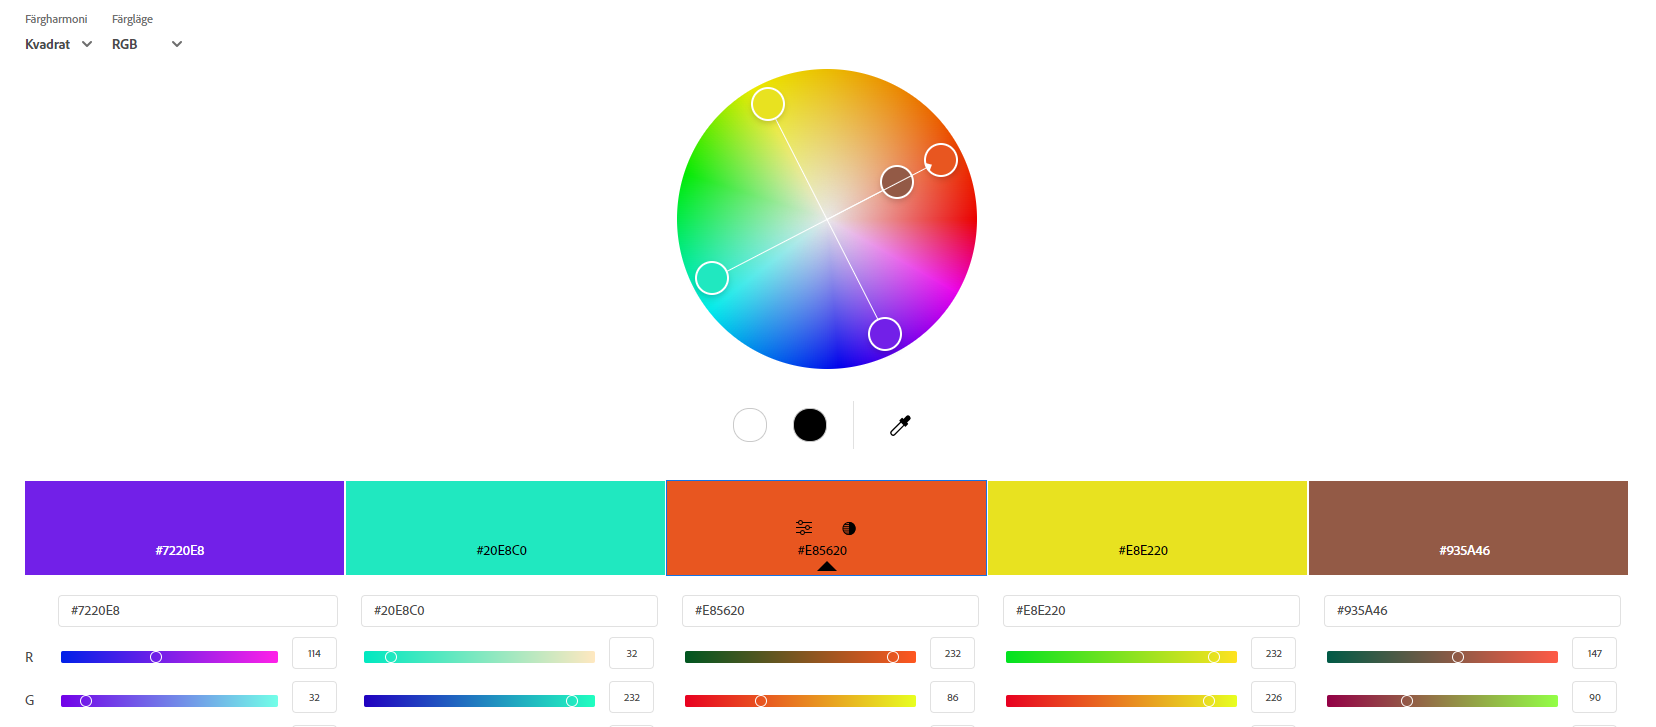 Färgharmoni Färgläge
Kvadrat RGB
#7220E8 #20E8C0 #E85620 #E8E220 #935A46
#7220E8 #20E8C0 #E85620 #E8E220 #935A46
R 114 32 232 232 147
G 32 232 86 226 90